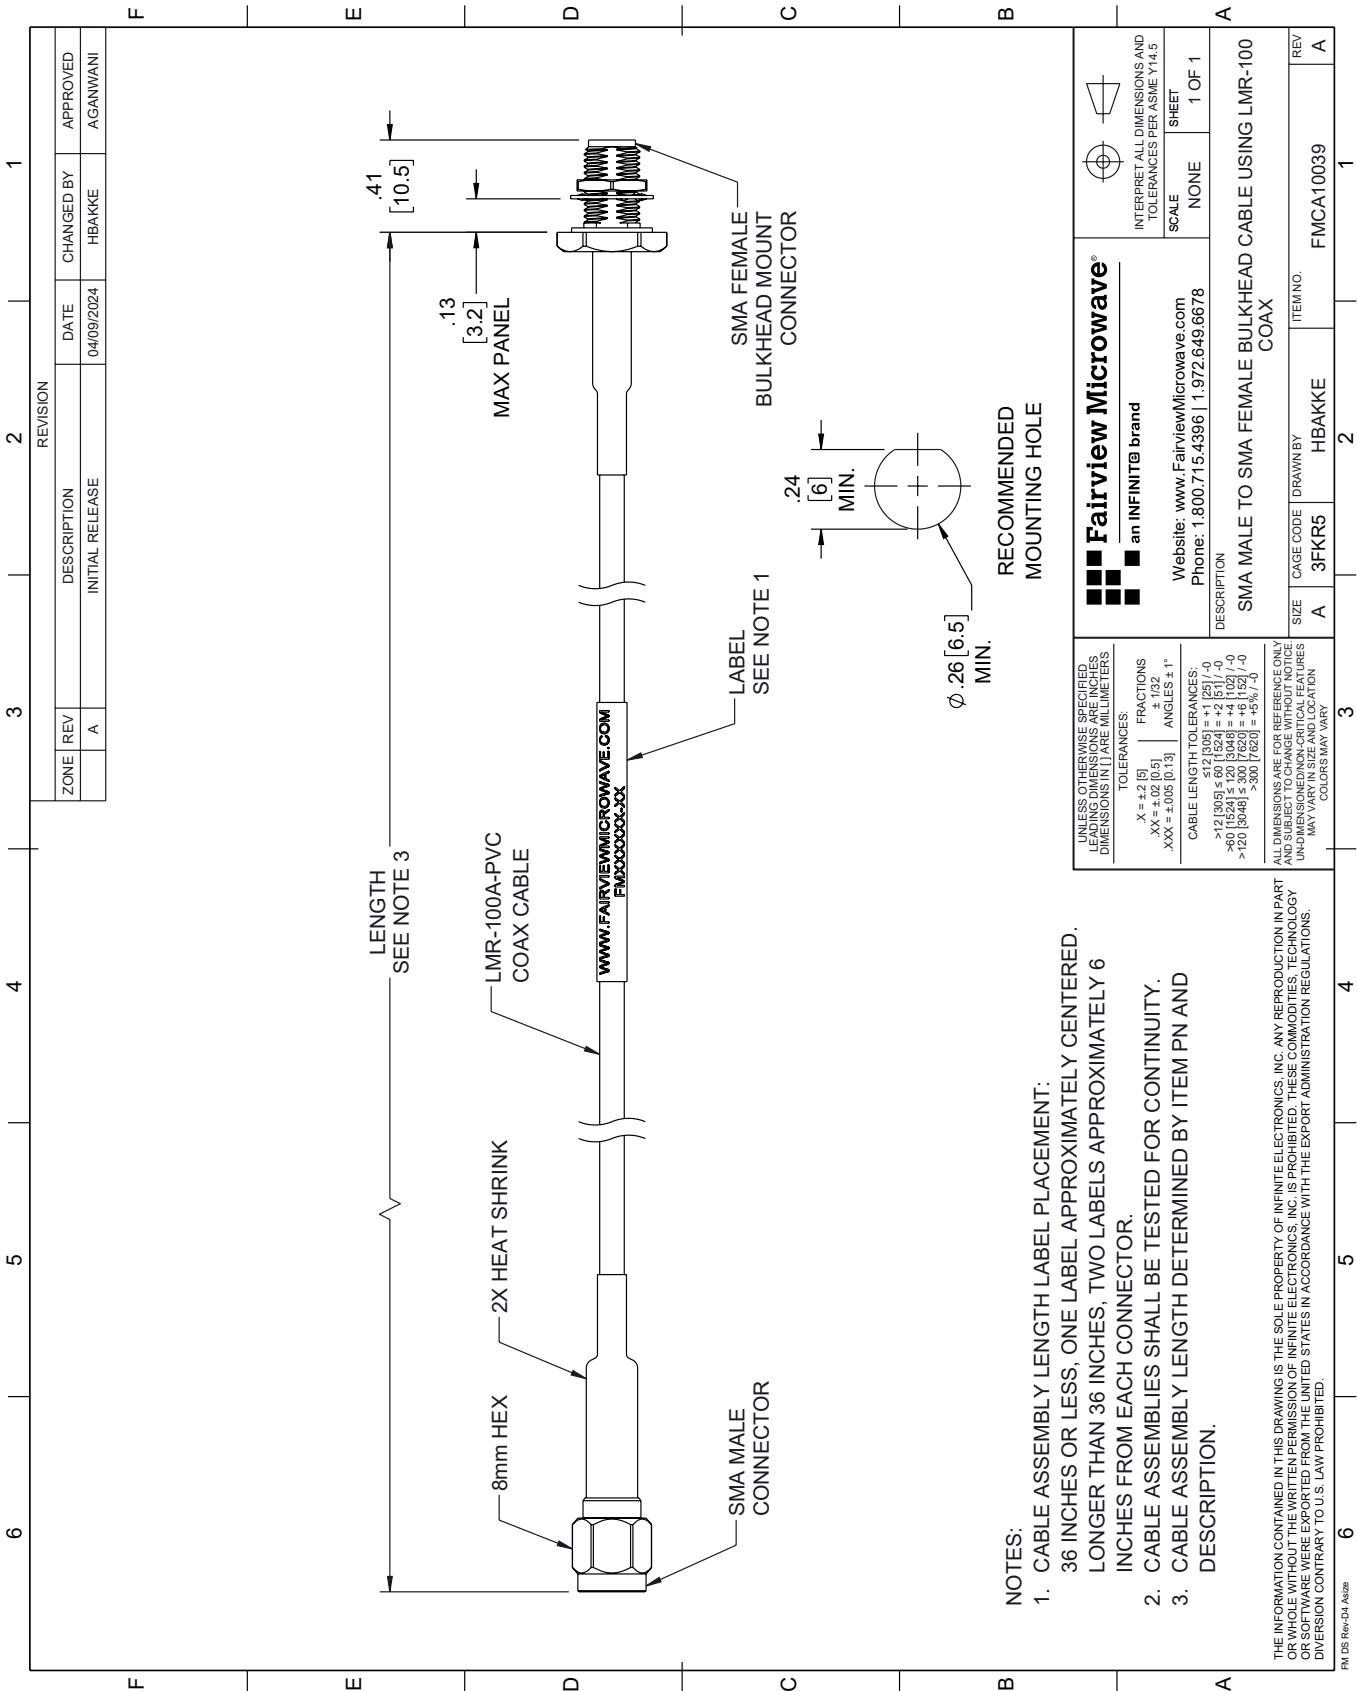 6
5
4
3
2
1
F
E
D
C
B
A
REVISION
ZONE
REV
DESCRIPTION
DATE
CHANGED BY
APPROVED
A
INITIAL RELEASE
04/09/2024
HBAKKE
AGANWANI
LENGTH
SEE NOTE 3
.41
[10.5]
.13
[3.2]
MAX PANEL
8mm HEX
2X HEAT SHRINK
LMR-100A-PVC
COAX CABLE
WWW.FAIRVIEWMICROWAVE.COM
FMXXXXXX-XX
SMA MALE
CONNECTOR
LABEL
SEE NOTE 1
SMA FEMALE
BULKHEAD MOUNT
CONNECTOR
.24
[6]
MIN.
Ø.26 [6.5]
MIN.
RECOMMENDED
MOUNTING HOLE
NOTES:
1. CABLE ASSEMBLY LENGTH LABEL PLACEMENT:
36 INCHES OR LESS, ONE LABEL APPROXIMATELY CENTERED.
LONGER THAN 36 INCHES, TWO LABELS APPROXIMATELY 6
INCHES FROM EACH CONNECTOR.
2. CABLE ASSEMBLIES SHALL BE TESTED FOR CONTINUITY.
3. CABLE ASSEMBLY LENGTH DETERMINED BY ITEM PN AND
DESCRIPTION.
THE INFORMATION CONTAINED IN THIS DRAWING IS THE SOLE PROPERTY OF INFINITE ELECTRONICS, INC. ANY REPRODUCTION IN PART
OR WHOLE WITHOUT THE WRITTEN PERMISSION OF INFINITE ELECTRONICS, INC. IS PROHIBITED. THESE COMMODITIES, TECHNOLOGY
OR SOFTWARE WERE EXPORTED FROM THE UNITED STATES IN ACCORDANCE WITH THE EXPORT ADMINISTRATION REGULATIONS.
DIVERSION CONTRARY TO U.S. LAW PROHIBITED.
UNLESS OTHERWISE SPECIFIED
LEADING DIMENSIONS ARE INCHES
DIMENSIONS IN [ ] ARE MILLIMETERS
TOLERANCES:
.X = ±.2 [5]
.XX = ±.02 [0.5]
.XXX = ±.005 [0.13]
FRACTIONS
± 1/32
ANGLES ± 1°
CABLE LENGTH TOLERANCES:
≤12 [305] = +1 [25] / -0
>12 [305] ≤ 60 [1524] = +2 [51] / -0
>60 [1524] ≤ 120 [3048] = +4 [102] / -0
>120 [3048] ≤ 300 [7620] = +6 [152] / -0
>300 [7620] = +5% / -0
ALL DIMENSIONS ARE FOR REFERENCE ONLY
AND SUBJECT TO CHANGE WITHOUT NOTICE.
UN-DIMENSIONED/NON-CRITICAL FEATURES
MAY VARY IN SIZE AND LOCATION
COLORS MAY VARY
Fairview Microwave®
an INFINIT® brand
Website: www.FairviewMicrowave.com
Phone: 1.800.715.4396 | 1.972.649.6678
INTERPRET ALL DIMENSIONS AND
TOLERANCES PER ASME Y14.5
SCALE
NONE
SHEET
1 OF 1
DESCRIPTION
SMA MALE TO SMA FEMALE BULKHEAD CABLE USING LMR-100
COAX
SIZE
A
CAGE CODE
3FKR5
DRAWN BY
HBAKKE
ITEM NO.
FMCA10039
REV
A
F
E
D
C
B
A
6
5
4
3
2
1
FM DS Rev-D4 Asize